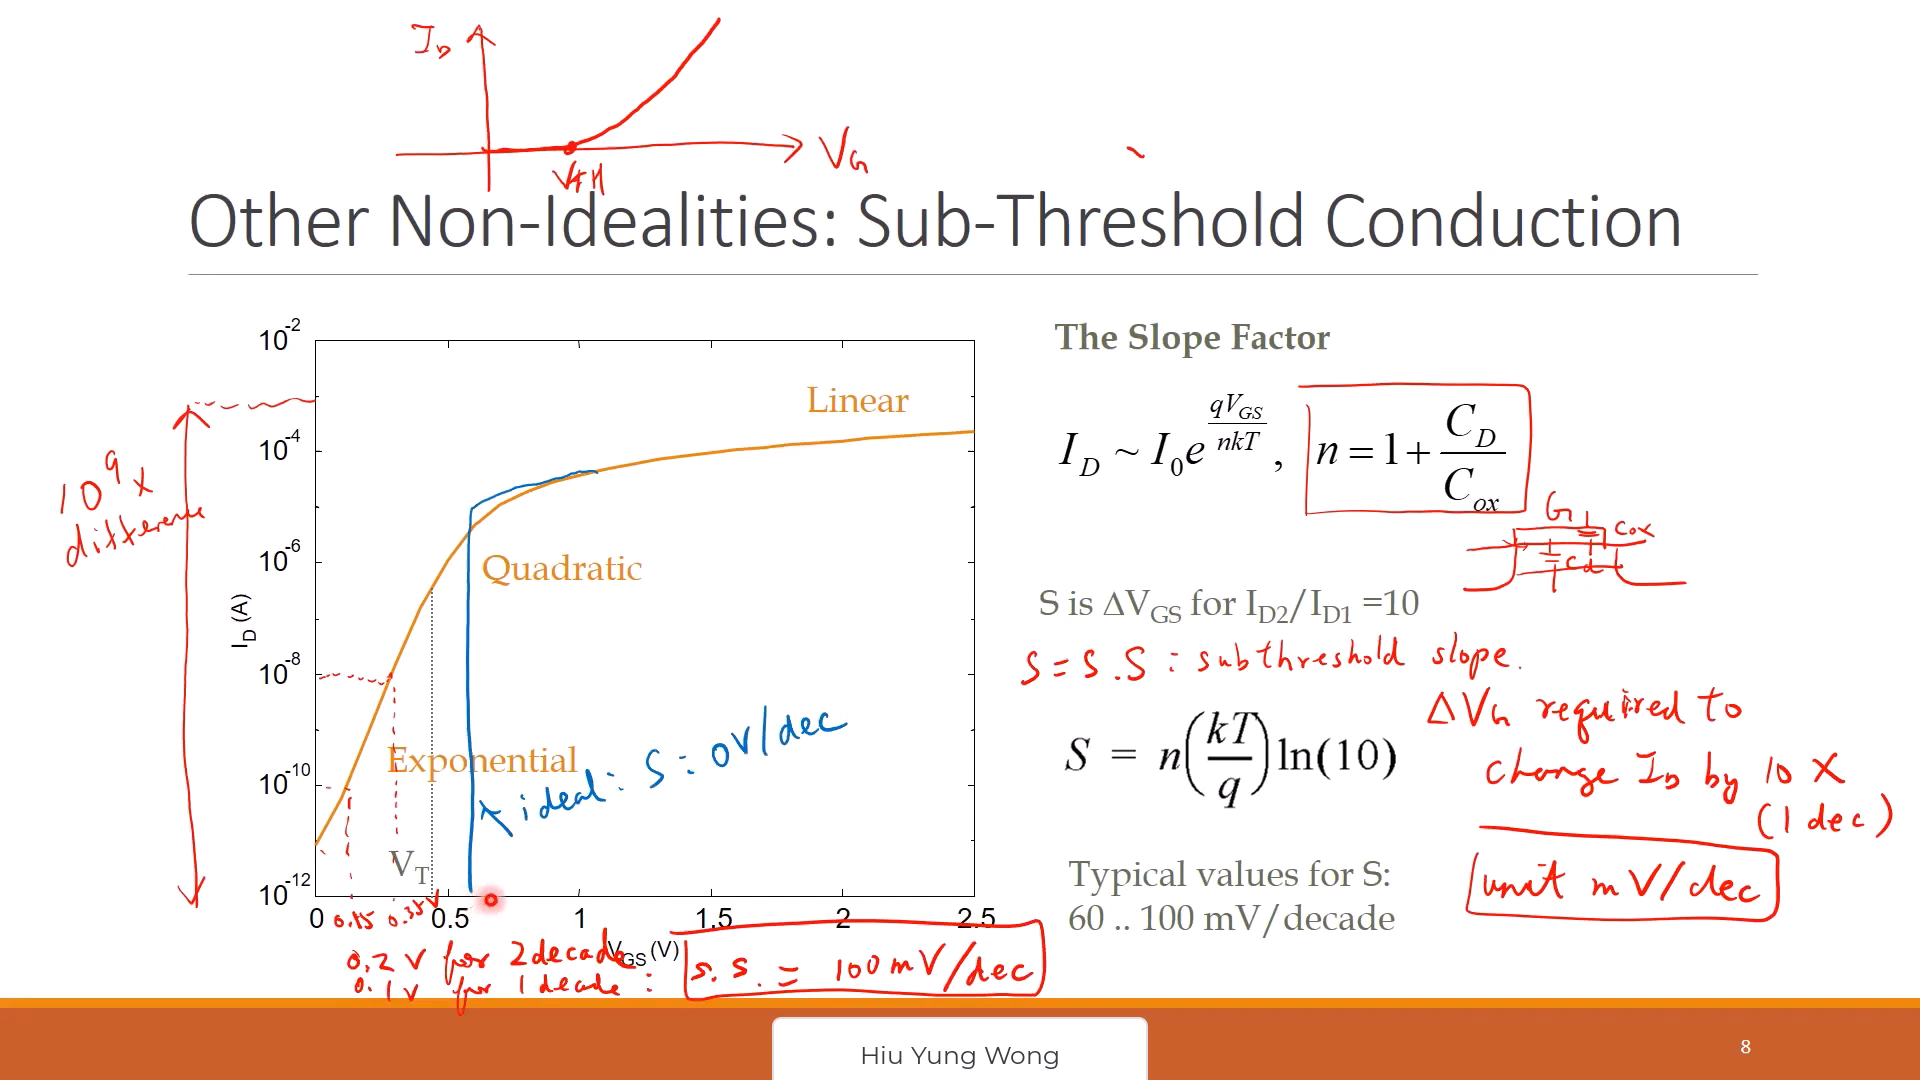 I_D
V_G
V_TH
Other Non-Idealities: Sub-Threshold Conduction
10^-2
10^-4
10^-6
10^-8
10^-10
10^-12
I_D (A)
0 0.5 1 1.5 2 2.5
V_GS (V)
Linear
Quadratic
Exponential
V_T
10^9 x
difference
ideal: S: 0V/dec
0.15 0.35V
0.2 V for 2 decade
0.1 V for 1 decade :
S.S. = 100 mV/dec
The Slope Factor
I_D ~ I_0 e^(qV_GS/nkT), n = 1 + C_D/C_ox
G
Cox
Cd
S is ΔV_GS for I_D2/I_D1 =10
S = S.S : subthreshold slope.
ΔV_G required to
change I_D by 10 X
(1 dec)
S = n(kT/q)ln(10)
unit mV/dec
Typical values for S:
60 .. 100 mV/decade
Hiu Yung Wong
8